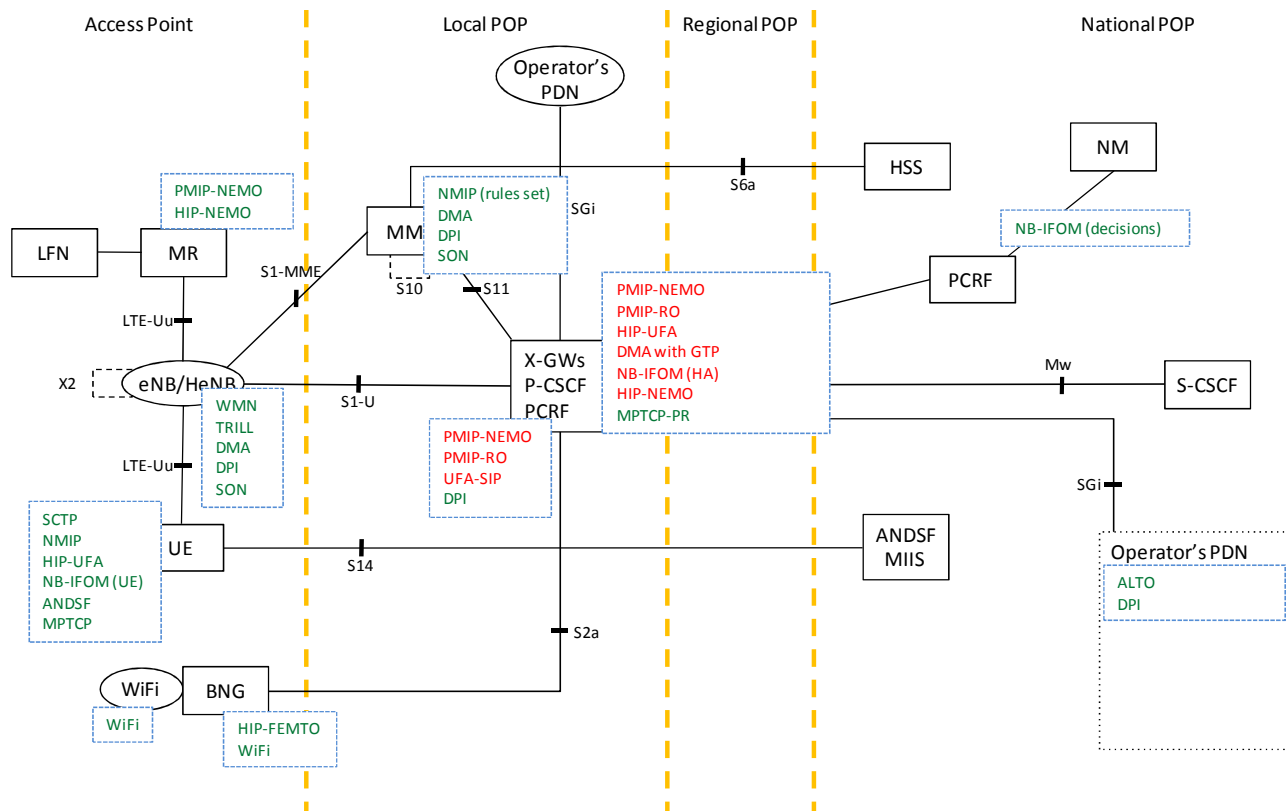 Access Point
Local POP
Regional POP
National POP
Operator's
PDN
HSS
NM
S6a
PMIP-NEMO
HIP-NEMO
NMIP (rules set)
DMA
DPI
SON
SGi
MM
LFN
MR
NB-IFOM (decisions)
S1-MME
S10
S11
PCRF
LTE-Uu
PMIP-NEMO
PMIP-RO
HIP-UFA
DMA with GTP
NB-IFOM (HA)
HIP-NEMO
MPTCP-PR
X-GWs
P-CSCF
PCRF
X2
eNB/HeNB
S1-U
Mw
S-CSCF
WMN
TRILL
DMA
DPI
SON
PMIP-NEMO
PMIP-RO
UFA-SIP
DPI
LTE-Uu
SGi
SCTP
NMIP
HIP-UFA
NB-IFOM (UE)
ANDSF
MPTCP
UE
S14
ANDSF
MIIS
Operator's PDN
ALTO
DPI
S2a
WiFi
BNG
WiFi
HIP-FEMTO
WiFi